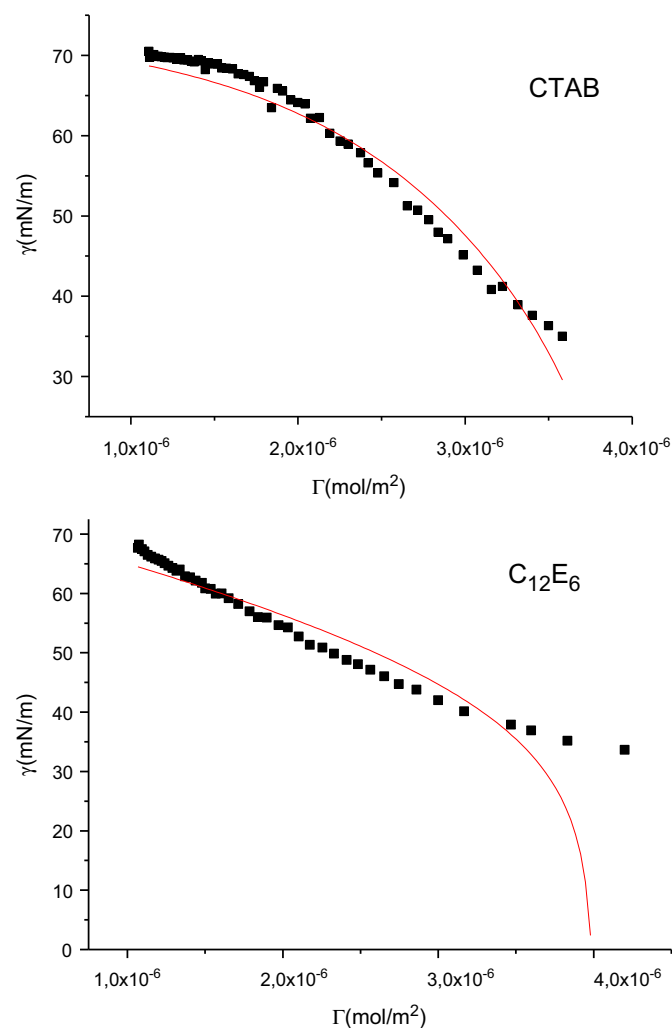 CTAB
70
60
50
40
30
γ(mN/m)
1,0x10⁻⁶ 2,0x10⁻⁶ 3,0x10⁻⁶ 4,0x10⁻⁶
Γ(mol/m²)
C₁₂E₆
70
60
50
40
30
20
10
0
γ(mN/m)
1,0x10⁻⁶ 2,0x10⁻⁶ 3,0x10⁻⁶ 4,0x10⁻⁶
Γ(mol/m²)